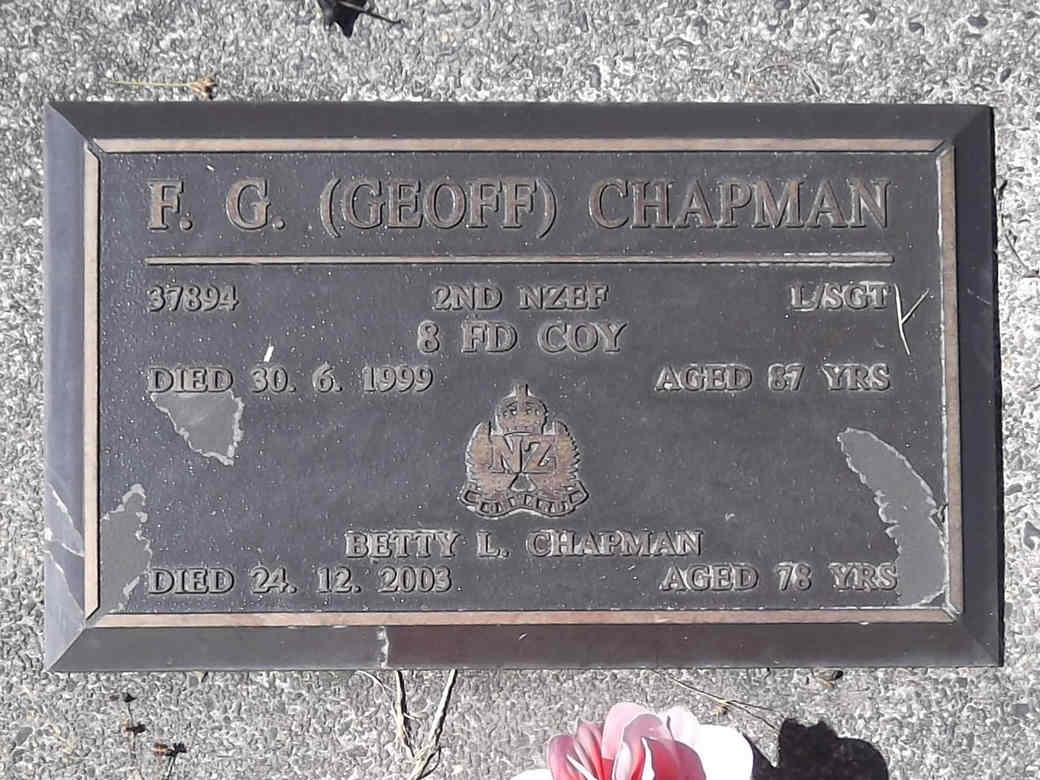 F. G. (GEOFF) CHAPMAN
37894 2ND NZEF L/SGT
8 FD COY
DIED 30. 6. 1999 AGED 87 YRS
NZ
BETTY L. CHAPMAN
DIED 24. 12. 2003 AGED 78 YRS